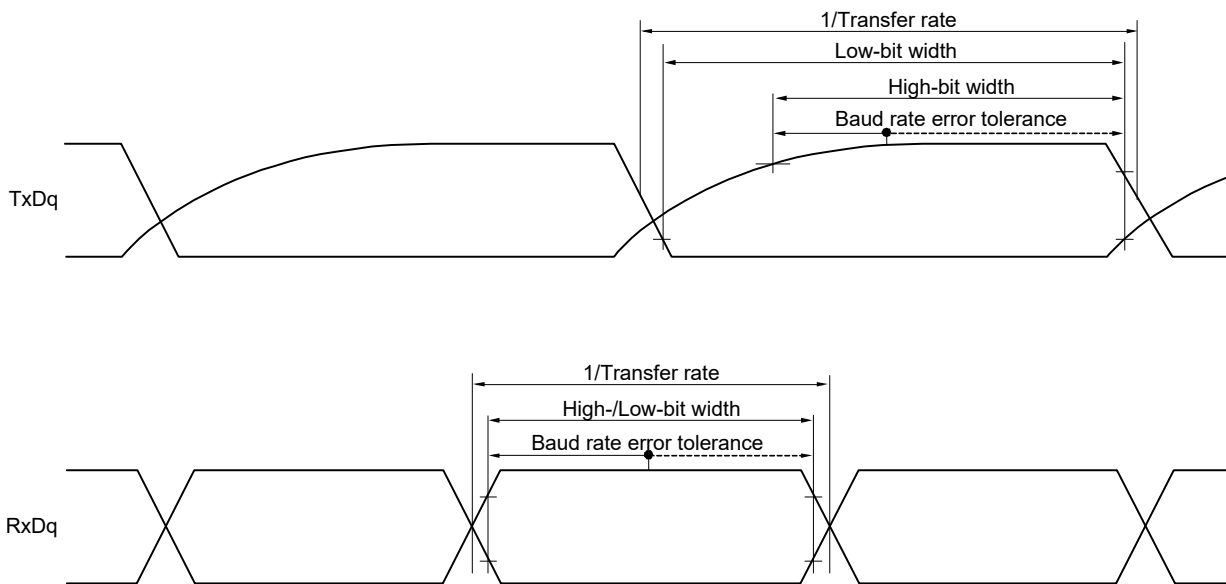 1/Transfer rate
Low-bit width
High-bit width
Baud rate error tolerance
TxDq
1/Transfer rate
High-/Low-bit width
Baud rate error tolerance
RxDq